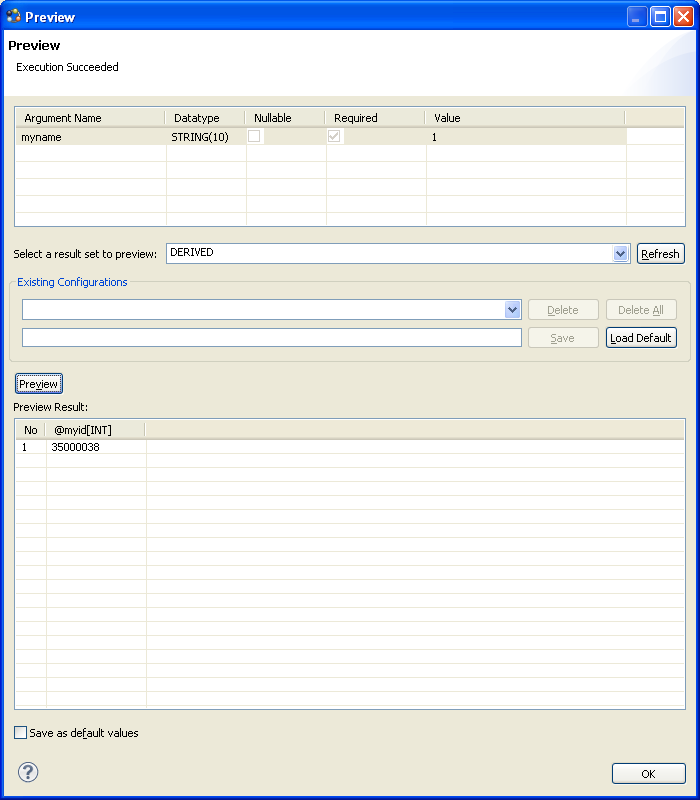 Preview
Preview
Execution Succeeded
Argument Name Datatype Nullable Required Value
myname STRING(10) 1
Select a result set to preview: DERIVED Refresh
Existing Configurations
Delete Delete All
Save Load Default
Preview
Preview Result:
No @myid[INT]
1 35000038
Save as default values
? OK